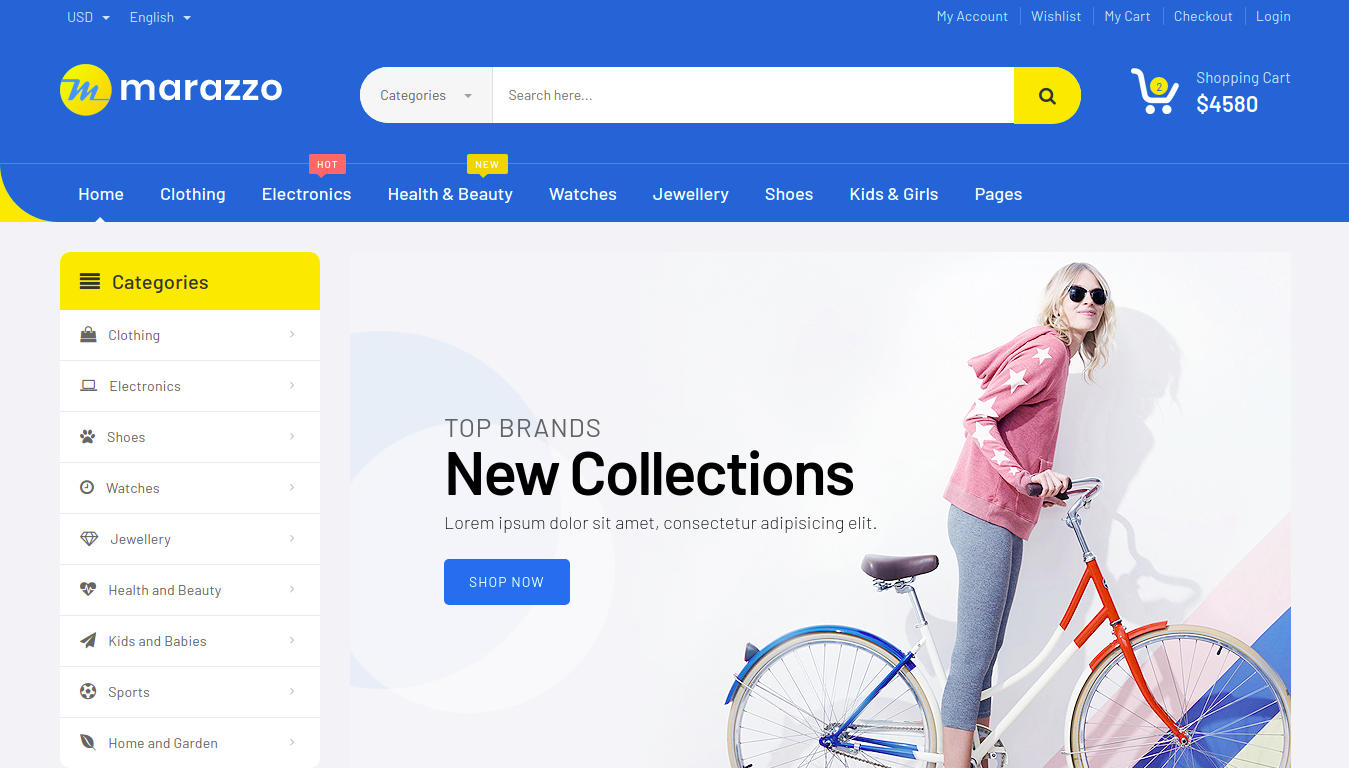 USD English My Account Wishlist My Cart Checkout Login
m marazzo
Categories Search here...
2 Shopping Cart
$4580
HOT NEW
Home Clothing Electronics Health & Beauty Watches Jewellery Shoes Kids & Girls Pages
Categories
Clothing
Electronics
Shoes
Watches
Jewellery
Health and Beauty
Kids and Babies
Sports
Home and Garden
TOP BRANDS
New Collections
Lorem ipsum dolor sit amet, consectetur adipisicing elit.
SHOP NOW